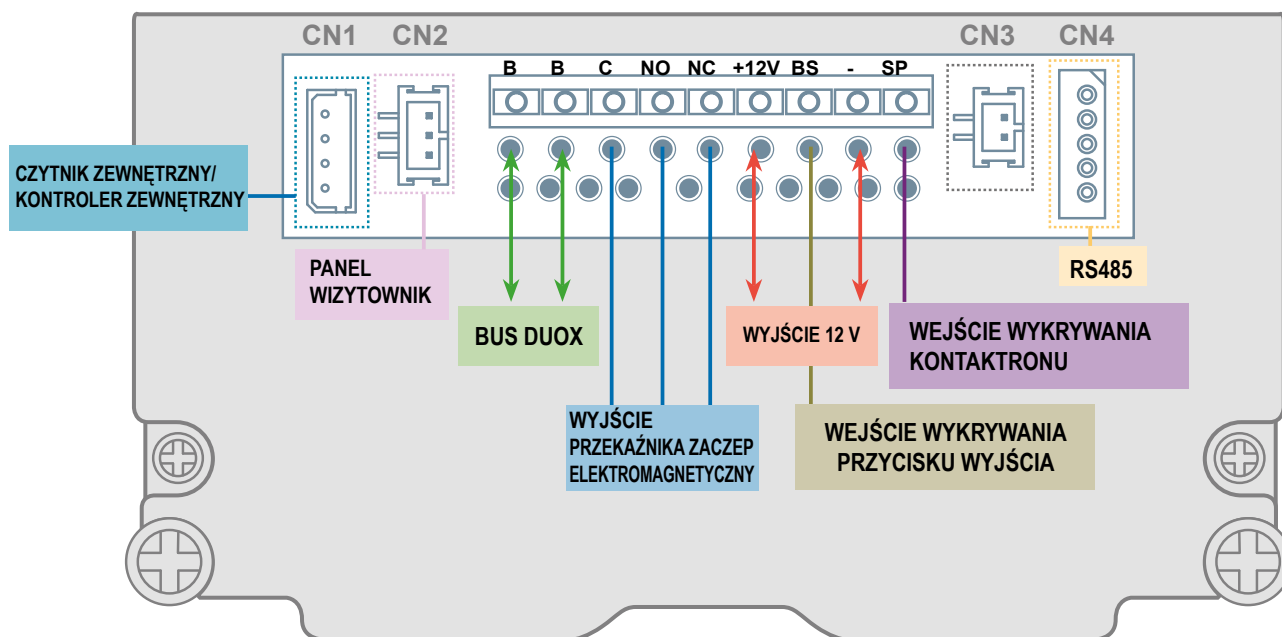 CN1 CN2 CN3 CN4
B B C NO NC +12V BS - SP
CZYTNIK ZEWNĘTRZNY/
KONTROLER ZEWNĘTRZNY
PANEL
WIZYTOWNIK
BUS DUOX
WYJŚCIE
PRZEKAŹNIKA ZACZEP
ELEKTROMAGNETYCZNY
WYJŚCIE 12 V
WEJŚCIE WYKRYWANIA
PRZYCISKU WYJŚCIA
WEJŚCIE WYKRYWANIA
KONTAKTRONU
RS485